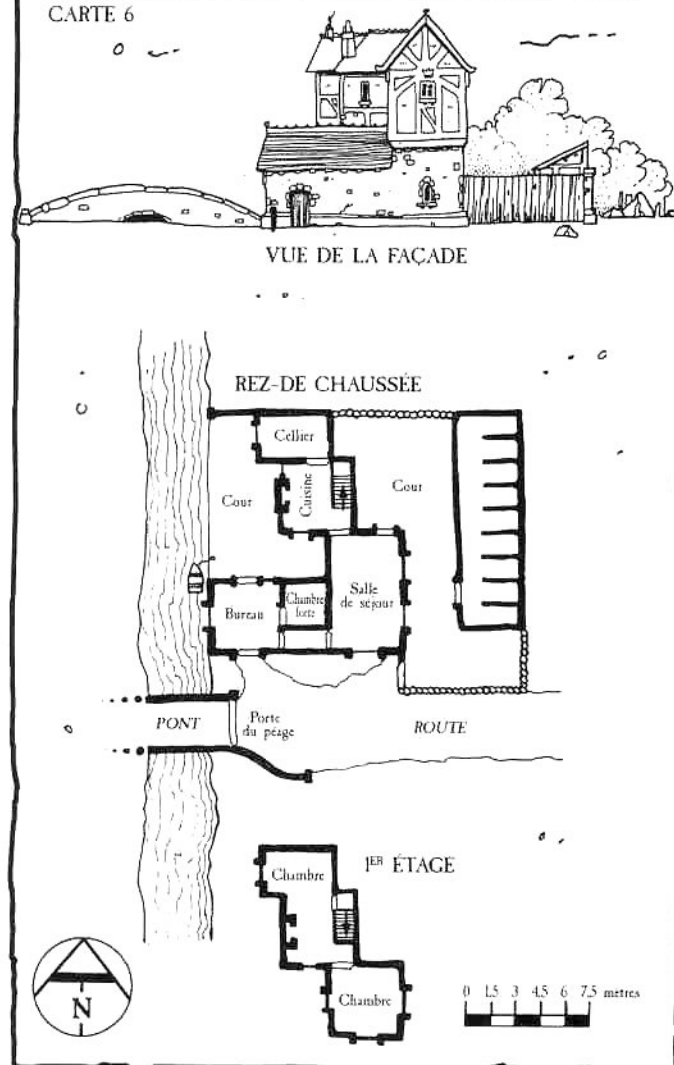 CARTE 6
VUE DE LA FAÇADE
REZ-DE CHAUSSÉE
Cellier
Cour
Cuisine
Cour
Bureau
Chambre
forte
Salle
de séjour
PONT
Porte
du péage
ROUTE
1ER ÉTAGE
Chambre
Chambre
N
0 1.5 3 4.5 6 7.5 mètres